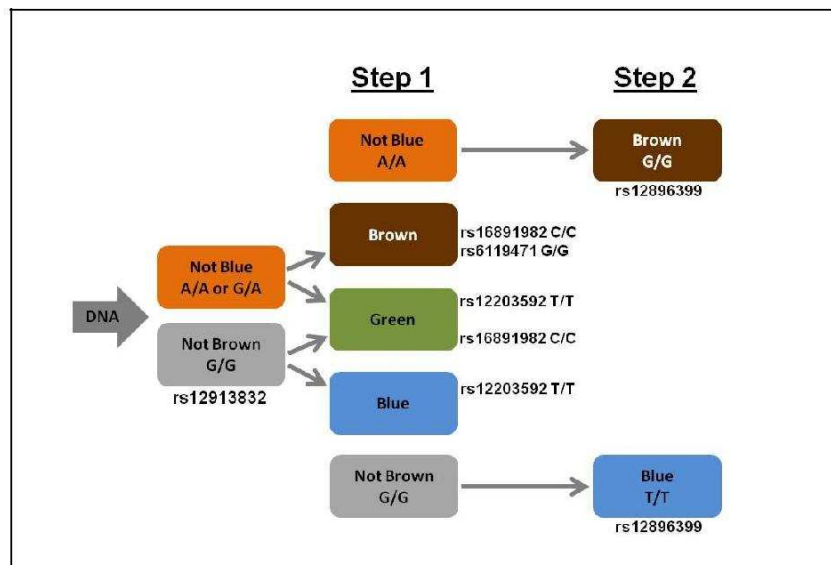 Step 1
Step 2
Not Blue
A/A
Brown
G/G
rs12896399
Brown
rs16891982 C/C
rs6119471 G/G
Not Blue
A/A or G/A
DNA
Green
rs12203592 T/T
rs16891982 C/C
Not Brown
G/G
rs12913832
Blue
rs12203592 T/T
Not Brown
G/G
Blue
T/T
rs12896399